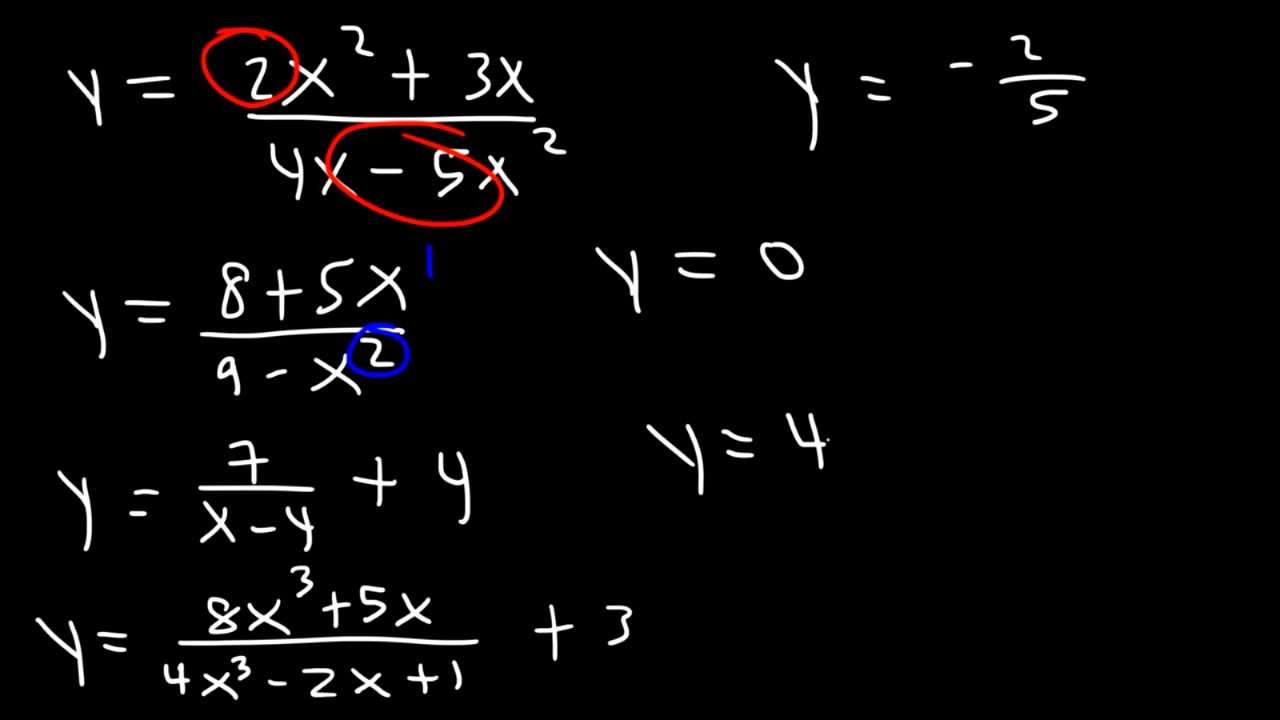 y = (2x² + 3x)/(4x - 5x²)    y = -2/5
y = (8 + 5x¹)/(9 - x²)    y = 0
y = 7/(x - 4) + 4    y = 4
y = (8x³ + 5x)/(4x³ - 2x + 1) + 3